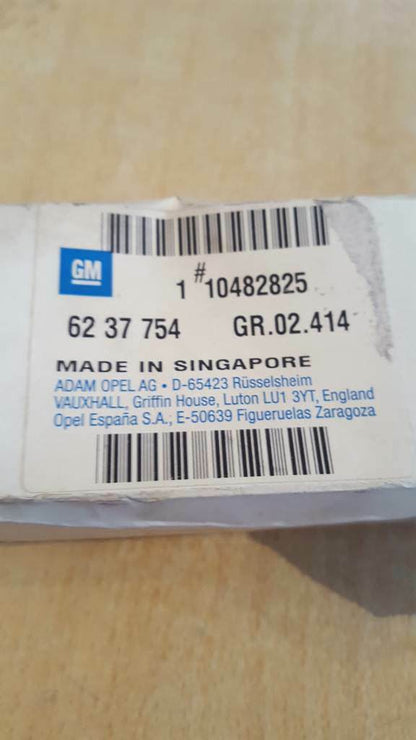 GM
1 #10482825
62 37 754 GR.02.414
MADE IN SINGAPORE
ADAM OPEL AG • D-65423 Rüsselsheim
VAUXHALL, Griffin House, Luton LU1 3YT, England
Opel España S.A., E-50639 Figueruelas Zaragoza